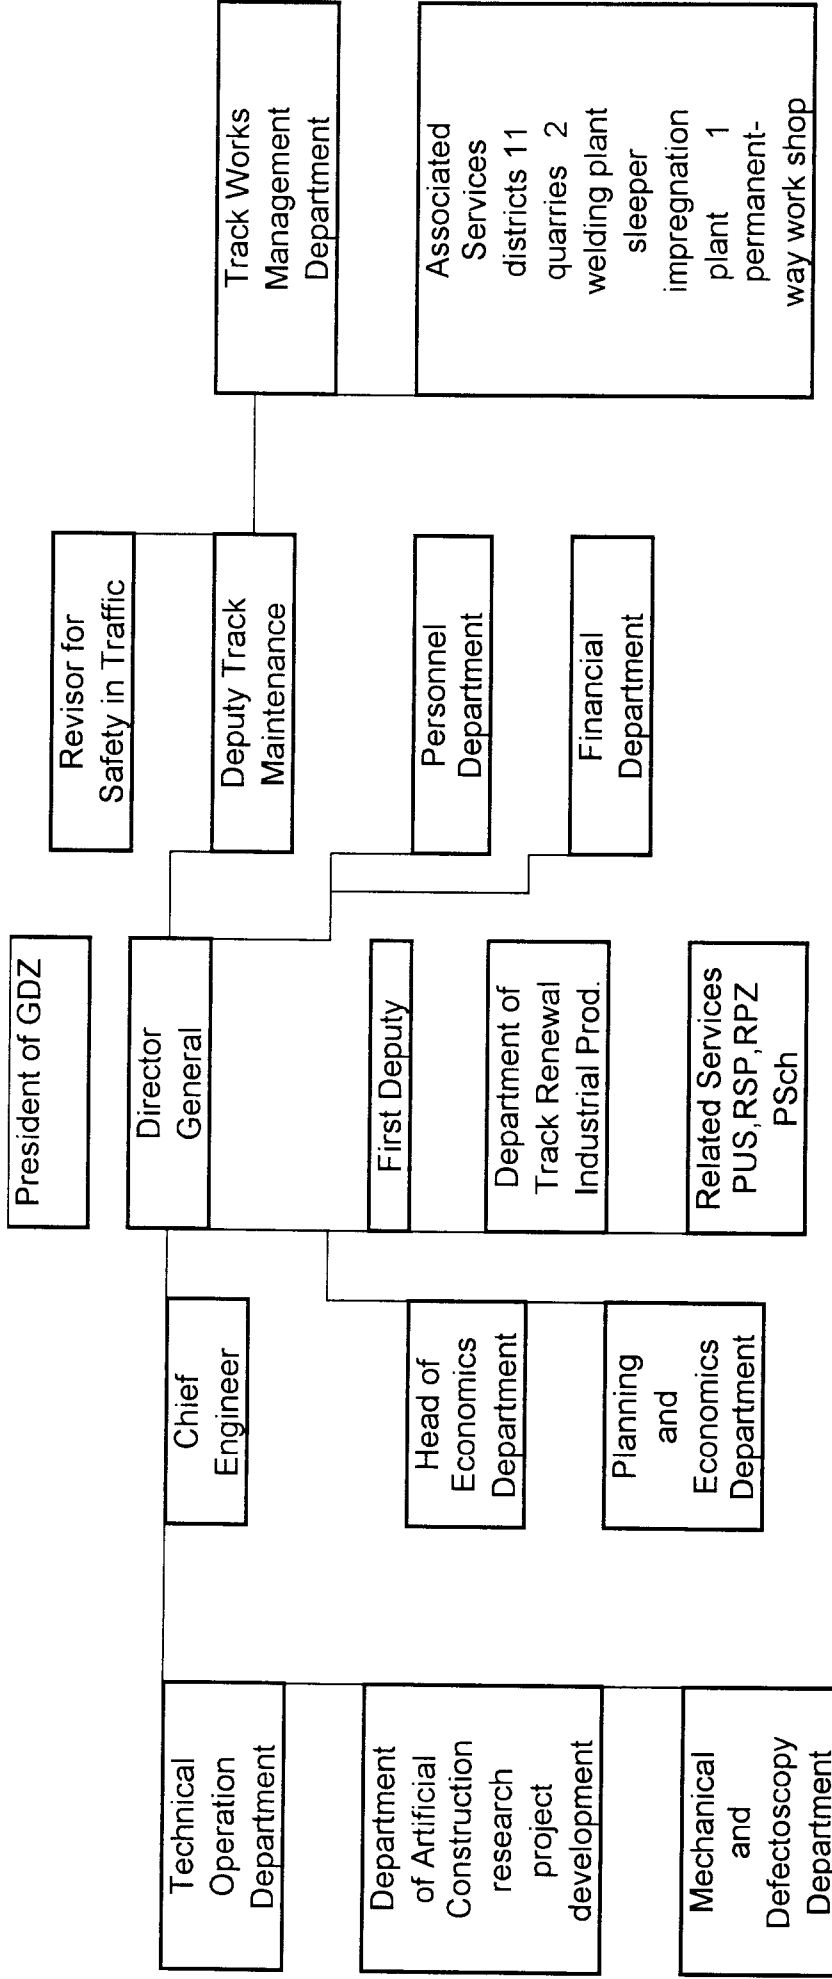 President of GDZ
Revisor for
Safety in Traffic
Director
General
Chief
Engineer
Technical
Operation
Department
Deputy Track
Maintenance
Track Works
Management
Department
First Deputy
Head of
Economics
Department
Department
of Artificial
Construction
research
project
development
Personnel
Department
Associated
Services
districts 11
quarries 2
welding plant
sleeper
impregnation
plant 1
permanent-
way work shop
Department of
Track Renewal
Industrial Prod.
Financial
Department
Planning
and
Economics
Department
Related Services
PUS,RSP,RPZ
PSch
Mechanical
and
Defectoscopy
Department